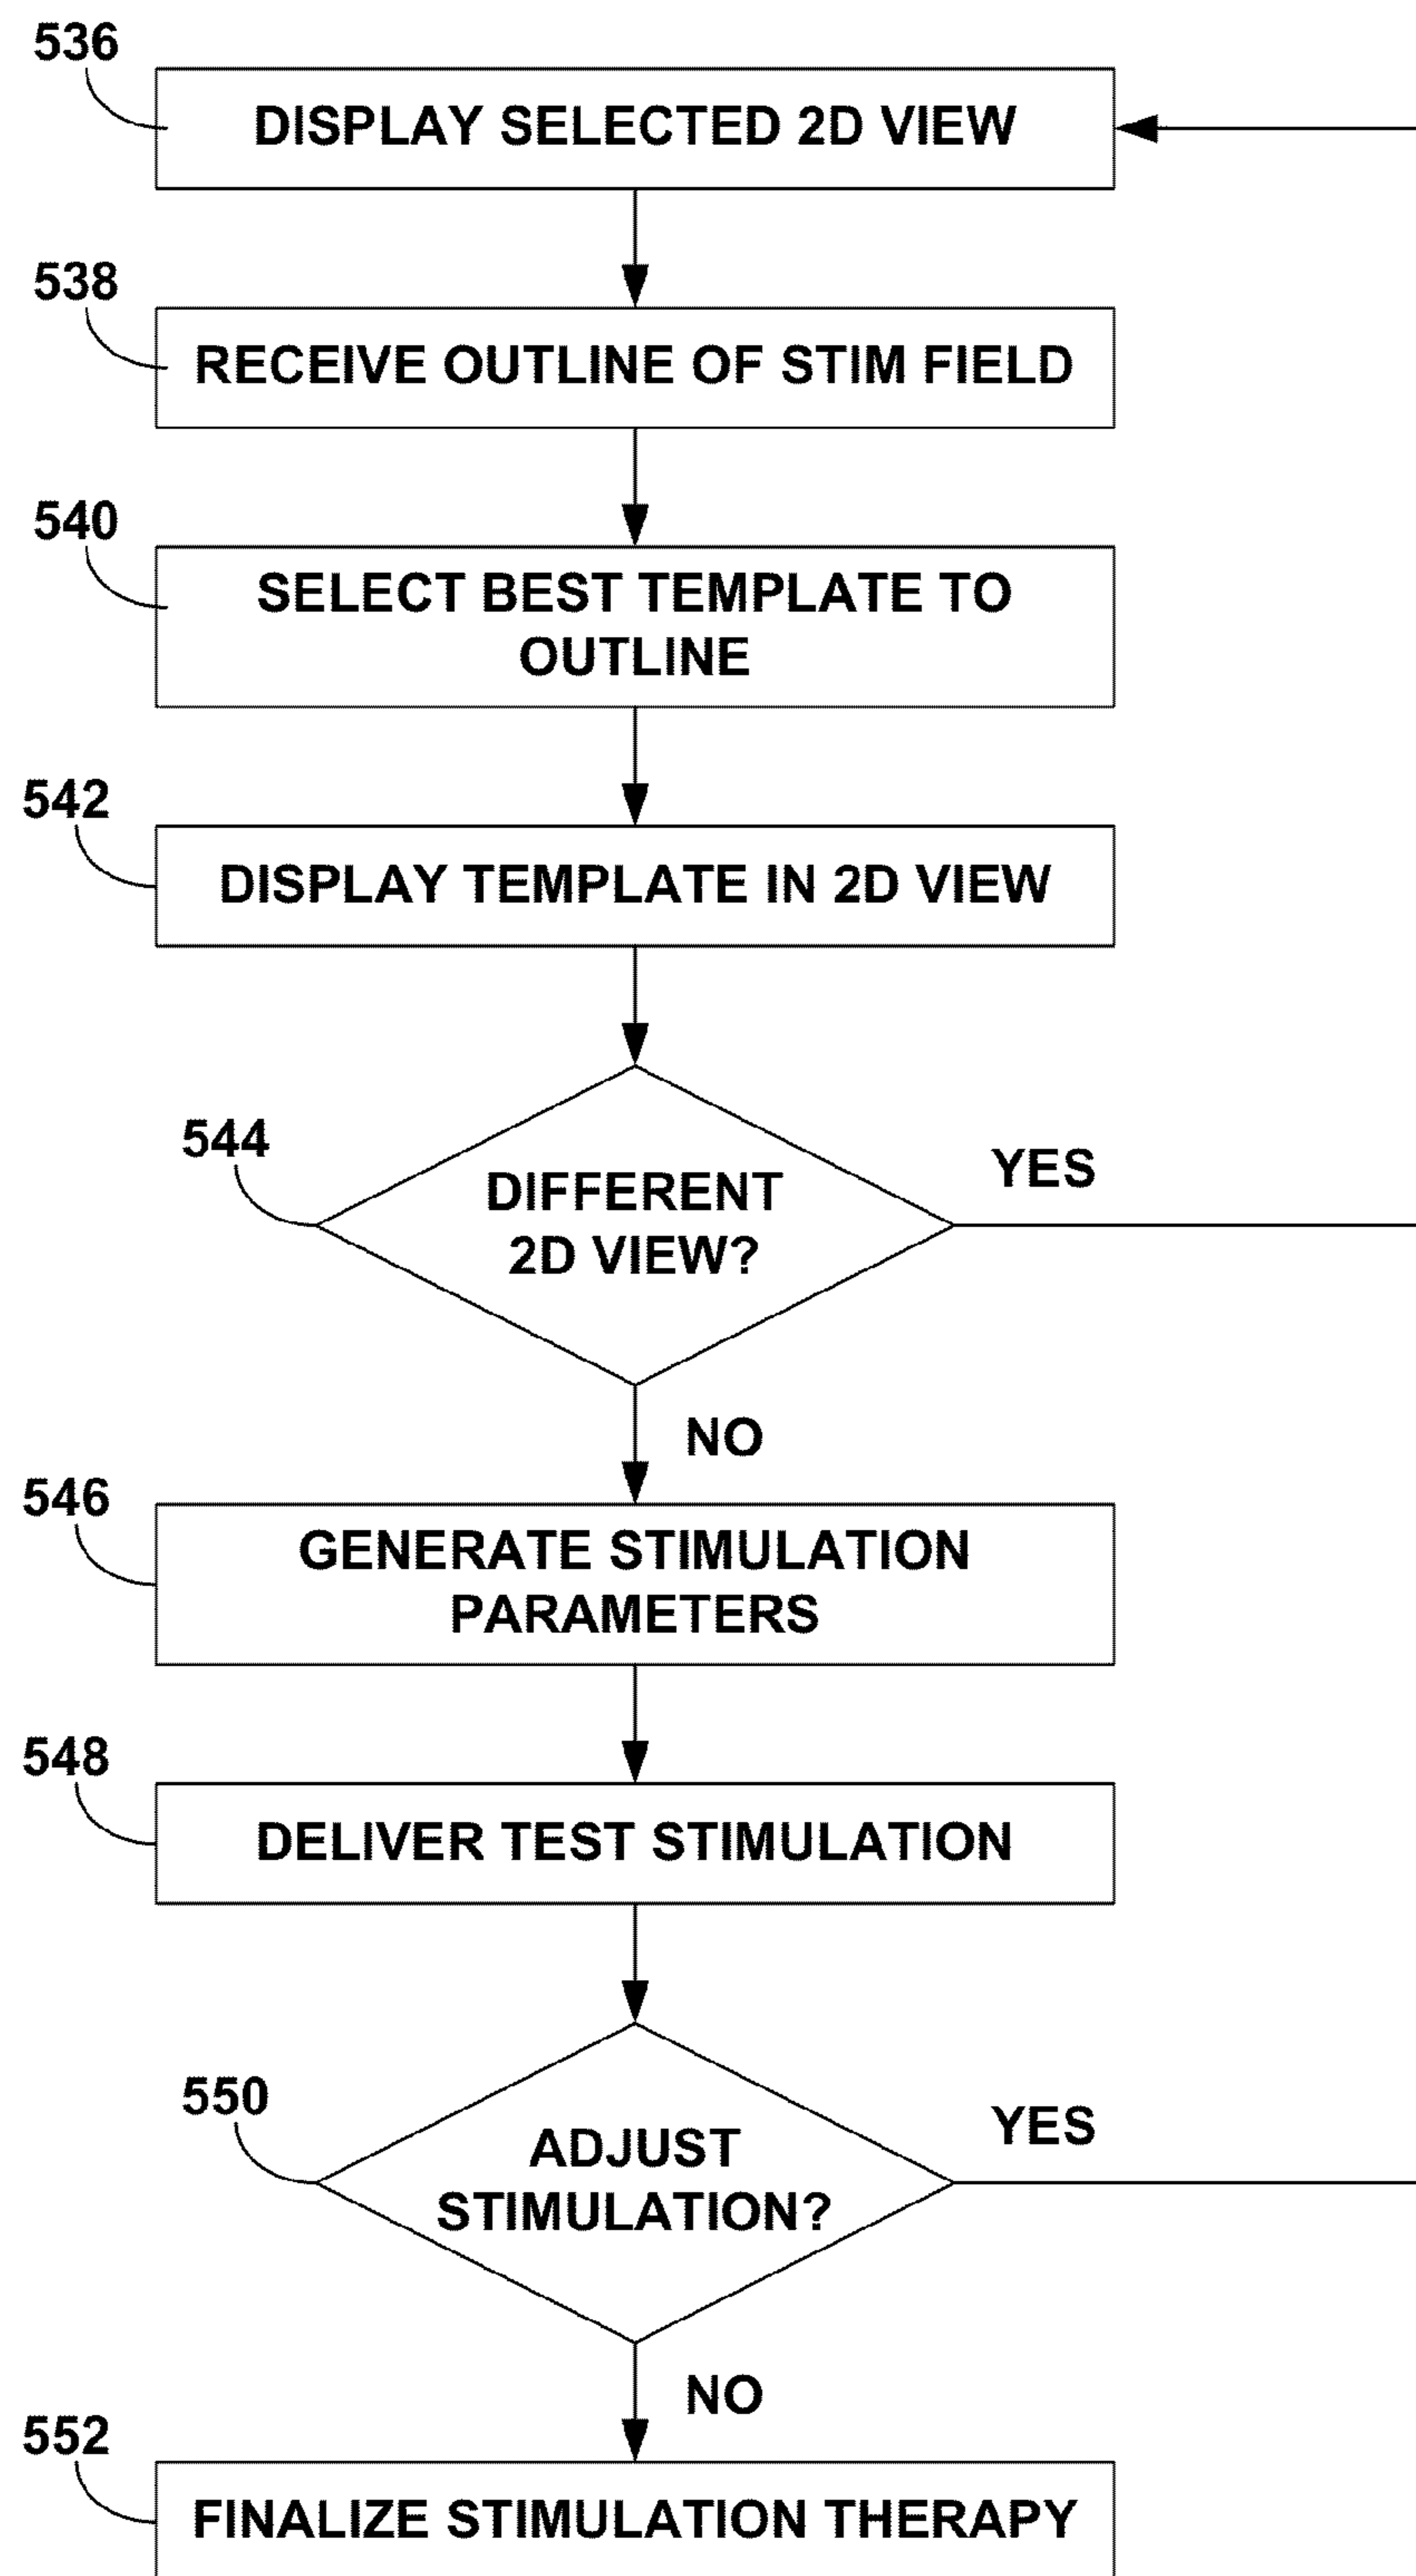 536
DISPLAY SELECTED 2D VIEW
538
RECEIVE OUTLINE OF STIM FIELD
540
SELECT BEST TEMPLATE TO
OUTLINE
542
DISPLAY TEMPLATE IN 2D VIEW
544
DIFFERENT
2D VIEW?
YES
NO
546
GENERATE STIMULATION
PARAMETERS
548
DELIVER TEST STIMULATION
550
ADJUST
STIMULATION?
YES
NO
552
FINALIZE STIMULATION THERAPY